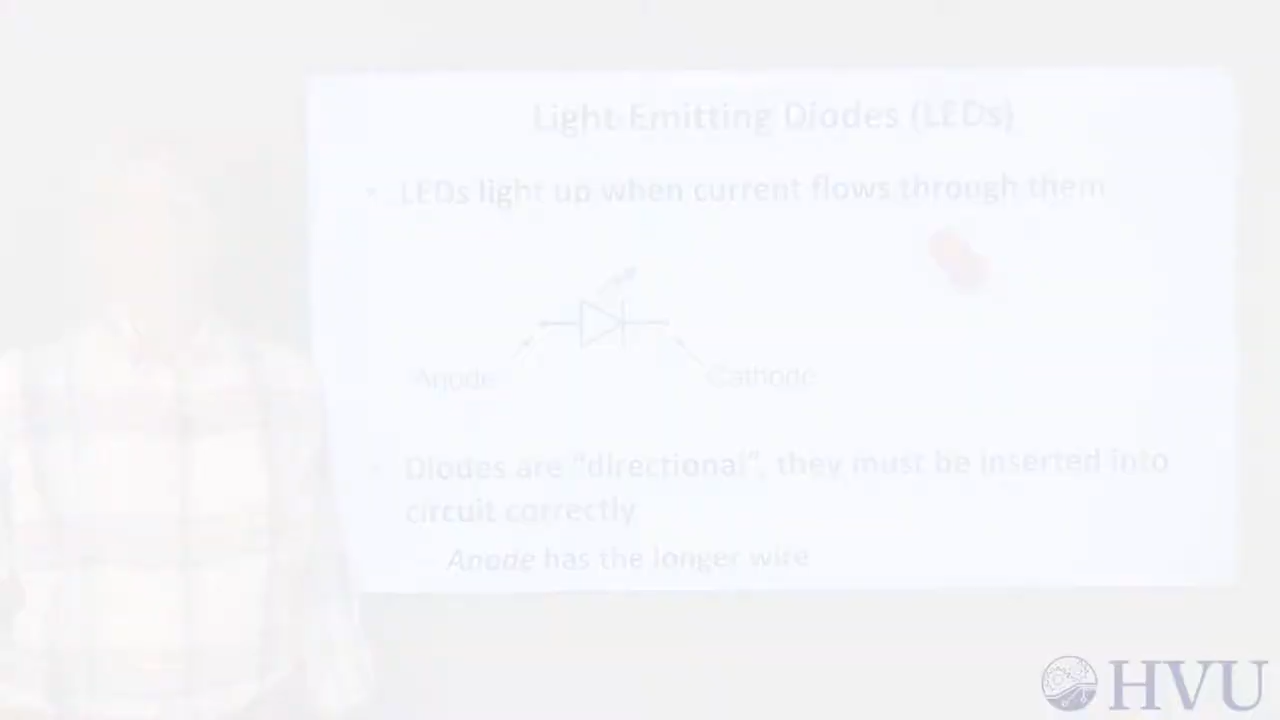 Light-Emitting Diodes (LEDs)
• LEDs light up when current flows through them
Anode
Cathode
• Diodes are "directional", they must be inserted into
circuit correctly
– Anode has the longer wire
HVU